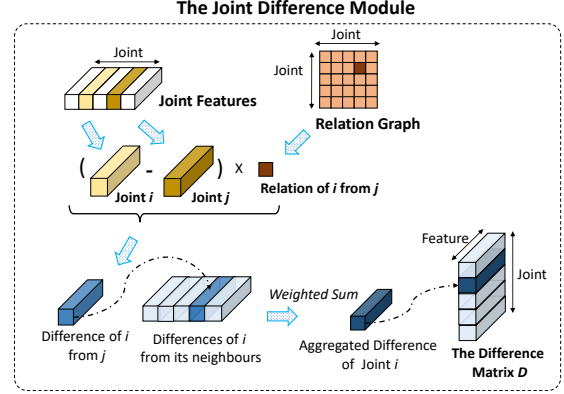 The Joint Difference Module
Joint
Joint
Joint
Joint Features
Relation Graph
( - ) X
Joint i
Joint j
Relation of i from j
Feature
Joint
Weighted Sum
Difference of i
from j
Differences of i
from its neighbours
Aggregated Difference
of Joint i
The Difference
Matrix D